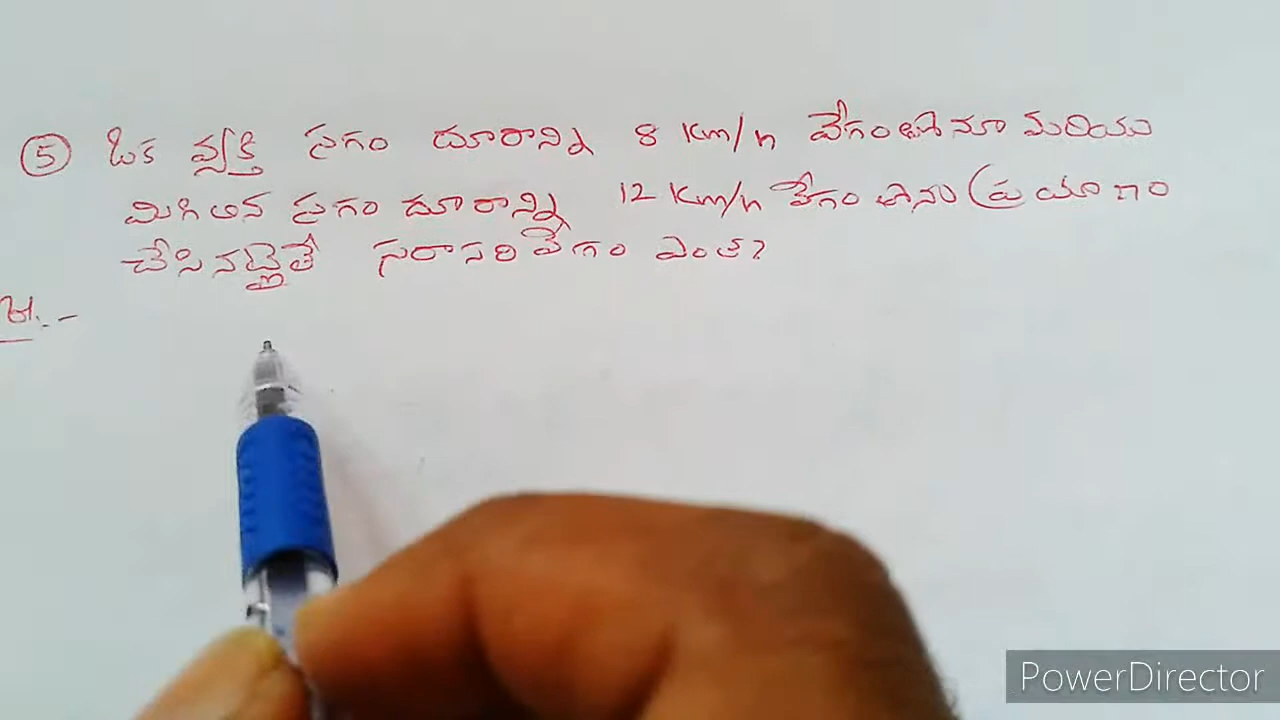 ⑤ ఒక వ్యక్తి సగం దూరాన్ని 8 Km/h వేగంతోనూ మరియు
మిగిలిన సగం దూరాన్ని 12 Km/h వేగంతోను ప్రయాణం
చేసినట్లైతే సరాసరి వేగం ఎంత?
జ:-
PowerDirector